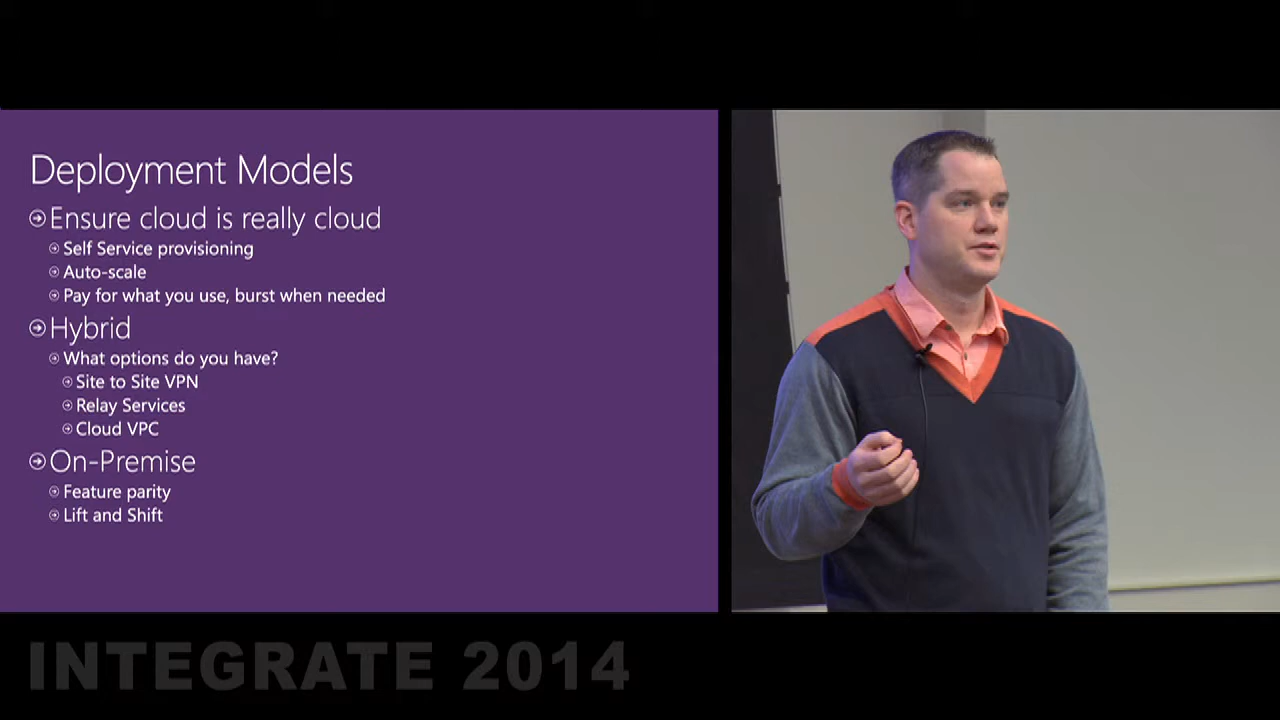 Deployment Models
Ensure cloud is really cloud
Self Service provisioning
Auto-scale
Pay for what you use, burst when needed
Hybrid
What options do you have?
Site to Site VPN
Relay Services
Cloud VPC
On-Premise
Feature parity
Lift and Shift
INTEGRATE 2014